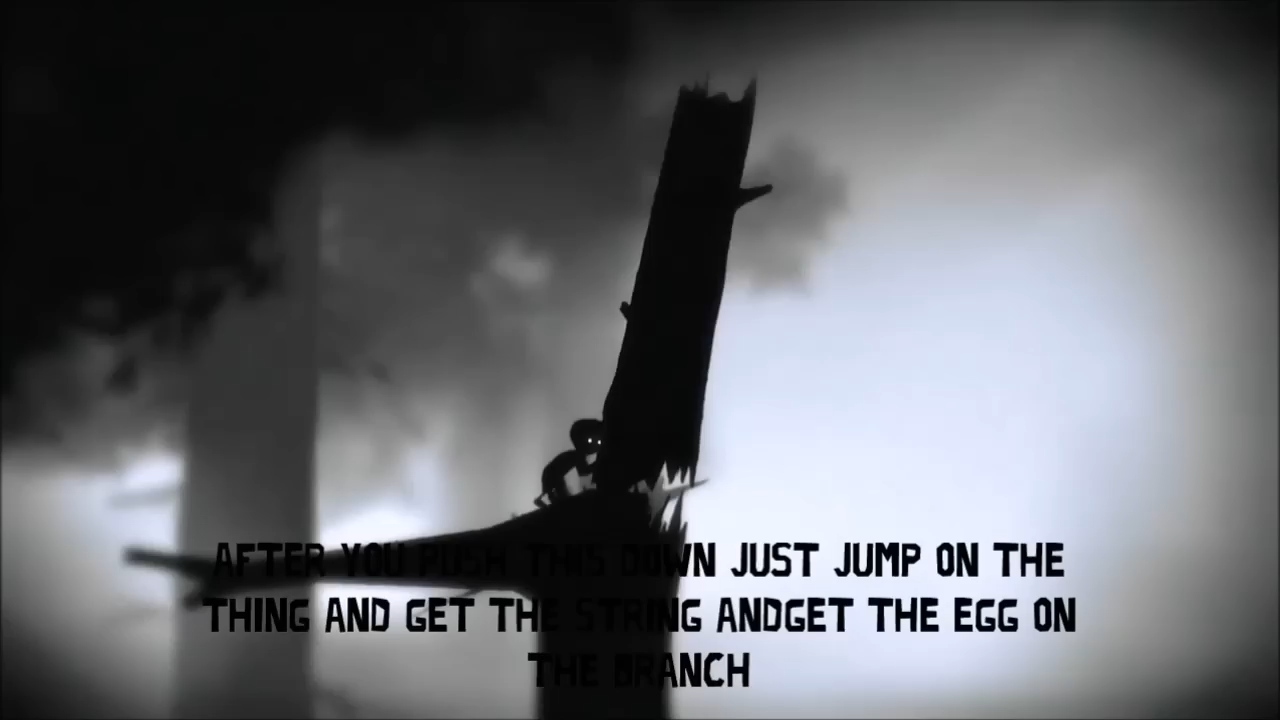 AFTER YOU PUSH THIS DOWN JUST JUMP ON THE
THING AND GET THE STRING ANDGET THE EGG ON
THE BRANCH